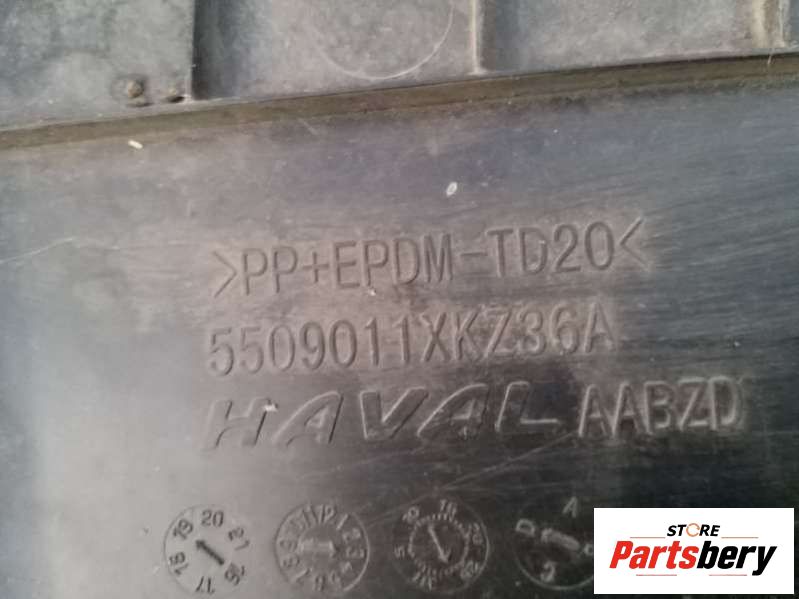 >PP+EPDM-TD20<
5509011XKZ36A
HAVAL AABZD
STORE
Partsbery